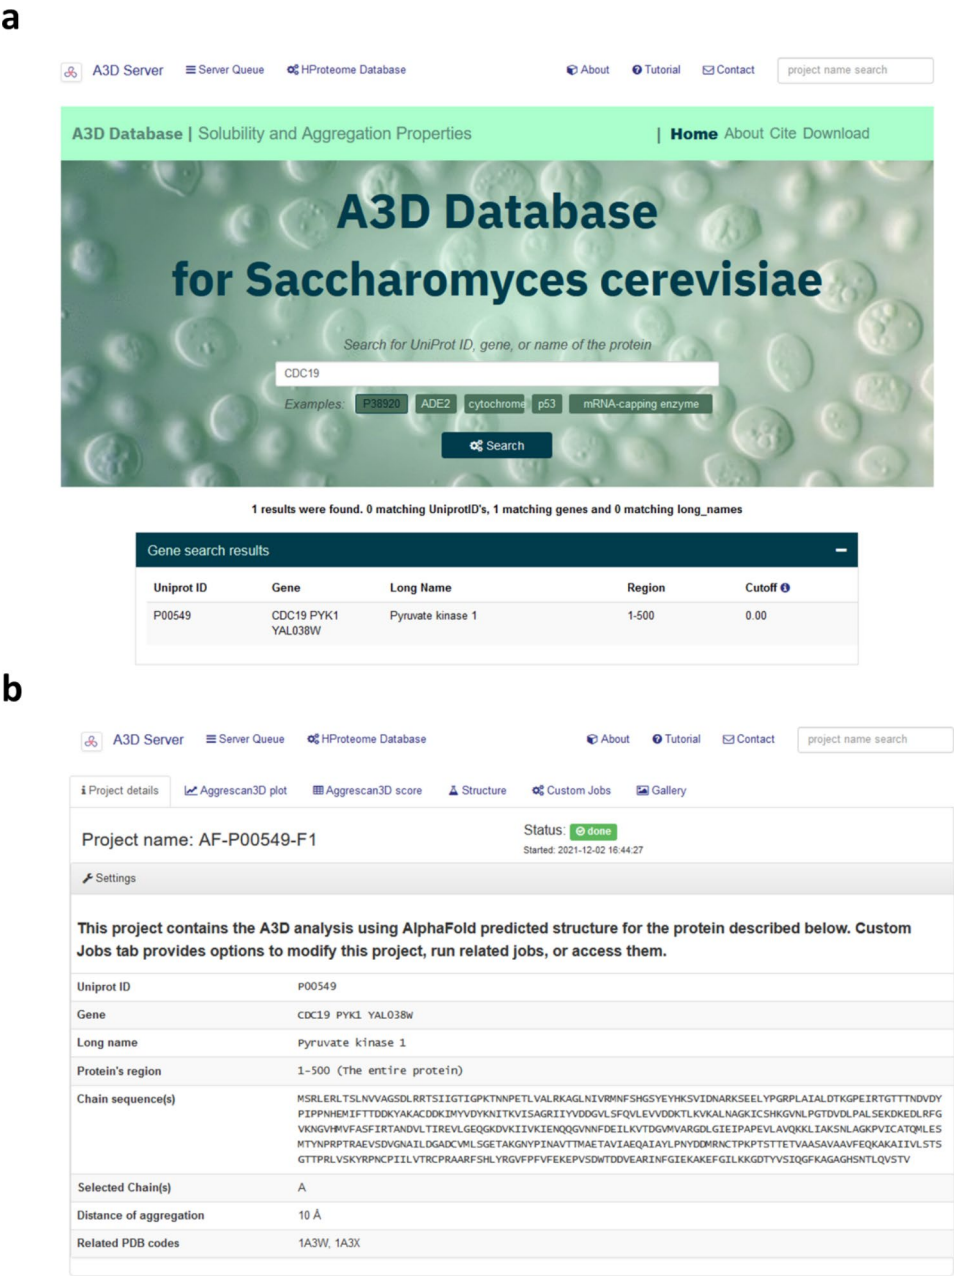 a
A3D Server Server Queue HProteome Database About Tutorial Contact project name search
A3D Database | Solubility and Aggregation Properties | Home About Cite Download
A3D Database
for Saccharomyces cerevisiae
Search for UniProt ID, gene, or name of the protein
CDC19
Examples: P38920 ADE2 cytochrome p53 mRNA-capping enzyme
Search
1 results were found. 0 matching UniprotID's, 1 matching genes and 0 matching long_names
Gene search results
Uniprot ID Gene Long Name Region Cutoff
P00549 CDC19 PYK1 Pyruvate kinase 1 1-500 0.00
YAL038W
b
A3D Server Server Queue HProteome Database About Tutorial Contact project name search
Project details Aggrescan3D plot Aggrescan3D score Structure Custom Jobs Gallery
Project name: AF-P00549-F1 Status: done
Started: 2021-12-02 16:44:27
Settings
This project contains the A3D analysis using AlphaFold predicted structure for the protein described below. Custom
Jobs tab provides options to modify this project, run related jobs, or access them.
Uniprot ID P00549
Gene CDC19 PYK1 YAL038W
Long name Pyruvate kinase 1
Protein's region 1-500 (The entire protein)
Chain sequence(s) MSRLERLTSLNVVAGSDLRRTSIIGTIGPKTNNPETLVALRKAGLNIVRMNFSHGSYEYHKSVIDNARKSEELYPGRPLAIALDTKGPEIRTGTTTNDVDY
PIPPNHEMIFTTDDKYAKACDDKIMYVDYKNITKVISAGRIIYVDDGVLSFQVLEVVDDKTLKVKALNAGKICSHKGVNLPGTDVDLPALSEKDKEDLRFG
VKNGVHMVFASFIRTANDVLTIREVLGEQGKDVKIIVKIENQQGVNNFDEILKVTDGVMVARGDLGIEIPAPEVLAVQKKLIAKSNLAGKPVICATQMLES
MTYNPRPTRAEVSDVGNAILDGADCVMLSGETAKGNYPINAVTTMAETAVIAEQAIAYLPNYDDMRNCTPKPTSTTETVAASAVAAVFEQKAKAIIVLSTS
GTTPRLVSKYRPNCPIILVTRCPRAARFSHLYRGVFPFVFEKEPVSDWTDDVEARINFGIEKAKEFGILKKGDTYVSIQGFKAGAGHSNTLQVSTV
Selected Chain(s) A
Distance of aggregation 10 Å
Related PDB codes 1A3W, 1A3X